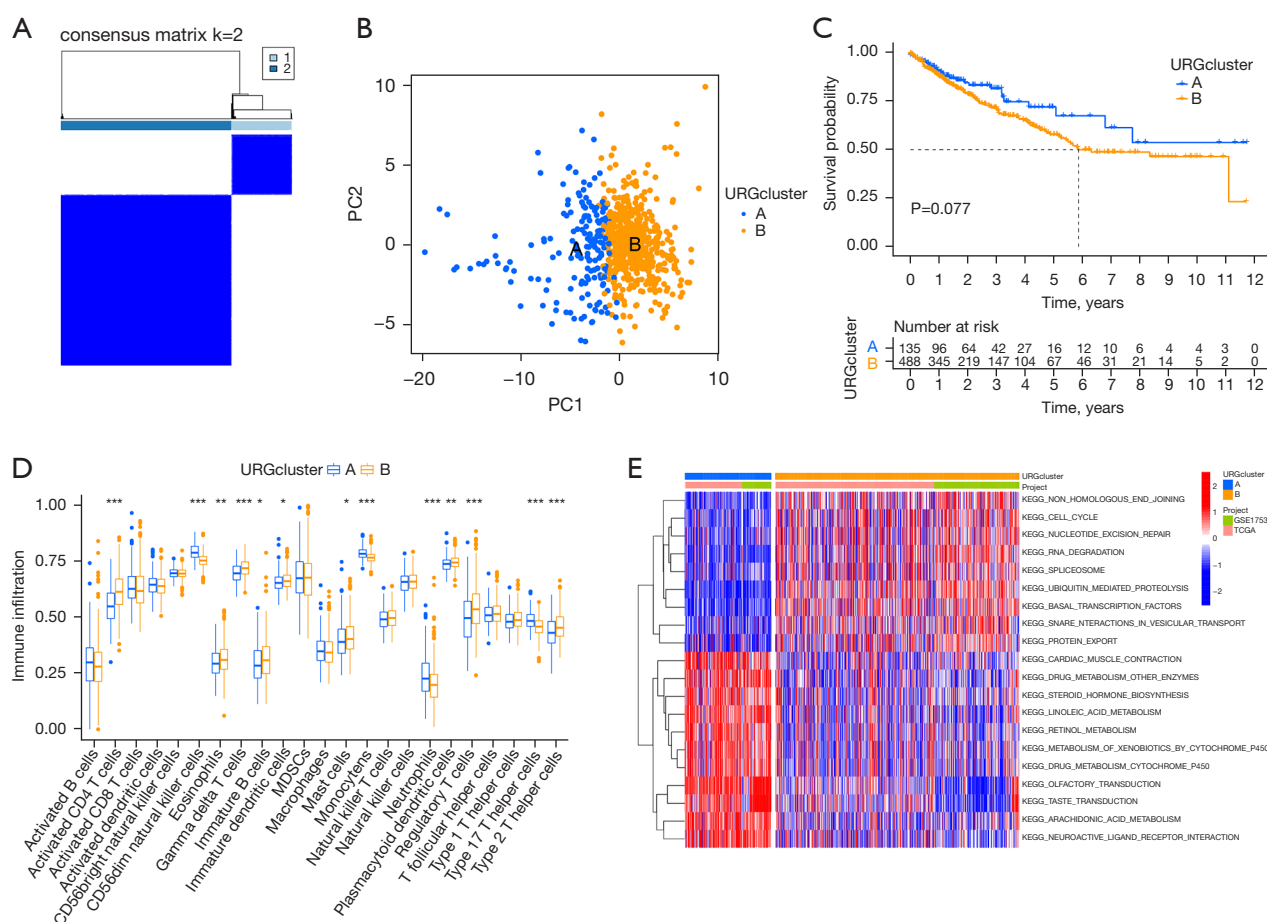 A
consensus matrix k=2
1
2
B
10
5
0
−5
PC2
−20
−10
0
10
PC1
URGcluster
A
B
A
B
C
1.00
0.75
0.50
0.25
0.00
Survival probability
URGcluster
A
B
P=0.077
0 1 2 3 4 5 6 7 8 9 10 11 12
Time, years
Number at risk
URGcluster
A 135 96 64 42 27 16 12 10 6 4 4 3 0
B 488 345 219 147 104 67 46 31 21 14 5 2 0
0 1 2 3 4 5 6 7 8 9 10 11 12
Time, years
D
URGcluster A B
*** *** ** *** * * * *** *** ** *** *** ***
1.00
0.75
0.50
0.25
0.00
Immune infiltration
Activated B cells
Activated CD4 T cells
Activated CD8 T cells
Activated dendritic cells
CD56bright natural killer cells
CD56dim natural killer cells
Eosinophils
Gamma delta T cells
Immature B cells
Immature dendritic cells
MDSCs
Macrophages
Mast cells
Monocytens
Natural killer T cells
Natural killer cells
Neutrophils
Plasmacytoid dendritic cells
Regulatory T cells
T follicular helper cells
Type 1 T helper cells
Type 17 T helper cells
Type 2 T helper cells
E
URGcluster
Project
KEGG_NON_HOMOLOGOUS_END_JOINING
KEGG_CELL_CYCLE
KEGG_NUCLEOTIDE_EXCISION_REPAIR
KEGG_RNA_DEGRADATION
KEGG_SPLICEOSOME
KEGG_UBIQUITIN_MEDIATED_PROTEOLYSIS
KEGG_BASAL_TRANSCRIPTION_FACTORS
KEGG_SNARE_NTERACTIONS_IN_VESICULAR_TRANSPORT
KEGG_PROTEIN_EXPORT
KEGG_CARDIAC_MUSCLE_CONTRACTION
KEGG_DRUG_METABOLISM_OTHER_ENZYMES
KEGG_STEROID_HORMONE_BIOSYNTHESIS
KEGG_LINOLEIC_ACID_METABOLISM
KEGG_RETINOL_METABOLISM
KEGG_METABOLISM_OF_XENOBIOTICS_BY_CYTOCHROME_P450
KEGG_DRUG_METABOLISM_CYTOCHROME_P450
KEGG_OLFACTORY_TRANSDUCTION
KEGG_TASTE_TRANSDUCTION
KEGG_ARACHIDONIC_ACID_METABOLISM
KEGG_NEUROACTIVE_LIGAND_RECEPTOR_INTERACTION
2
1
0
−1
−2
URGcluster
A
B
Project
GSE1753
TCGA